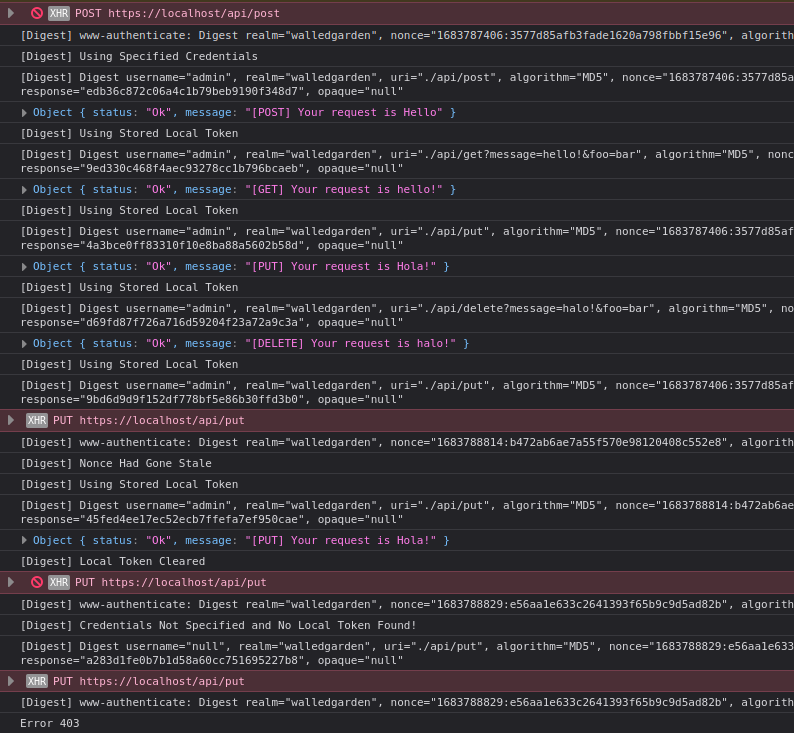 XHR POST https://localhost/api/post
[Digest] www-authenticate: Digest realm="walledgarden", nonce="1683787406:3577d85afb3fade1620a798fbbf15e96", algorith
[Digest] Using Specified Credentials
[Digest] Digest username="admin", realm="walledgarden", uri="./api/post", algorithm="MD5", nonce="1683787406:3577d85a
response="edb36c872c06a4c1b79beb9190f348d7", opaque="null"
Object { status: "Ok", message: "[POST] Your request is Hello" }
[Digest] Using Stored Local Token
[Digest] Digest username="admin", realm="walledgarden", uri="./api/get?message=hello!&foo=bar", algorithm="MD5", nonc
response="9ed330c468f4aec93278cc1b796bcaeb", opaque="null"
Object { status: "Ok", message: "[GET] Your request is hello!" }
[Digest] Using Stored Local Token
[Digest] Digest username="admin", realm="walledgarden", uri="./api/put", algorithm="MD5", nonce="1683787406:3577d85af
response="4a3bce0ff83310f10e8ba88a5602b58d", opaque="null"
Object { status: "Ok", message: "[PUT] Your request is Hola!" }
[Digest] Using Stored Local Token
[Digest] Digest username="admin", realm="walledgarden", uri="./api/delete?message=halo!&foo=bar", algorithm="MD5", no
response="d69fd87f726a716d59204f23a72a9c3a", opaque="null"
Object { status: "Ok", message: "[DELETE] Your request is halo!" }
[Digest] Using Stored Local Token
[Digest] Digest username="admin", realm="walledgarden", uri="./api/put", algorithm="MD5", nonce="1683787406:3577d85af
response="9bd6d9d9f152df778bf5e86b30ffd3b0", opaque="null"
XHR PUT https://localhost/api/put
[Digest] www-authenticate: Digest realm="walledgarden", nonce="1683788814:b472ab6ae7a55f570e98120408c552e8", algorith
[Digest] Nonce Had Gone Stale
[Digest] Using Stored Local Token
[Digest] Digest username="admin", realm="walledgarden", uri="./api/put", algorithm="MD5", nonce="1683788814:b472ab6ae
response="45fed4ee17ec52ecb7ffefa7ef950cae", opaque="null"
Object { status: "Ok", message: "[PUT] Your request is Hola!" }
[Digest] Local Token Cleared
XHR PUT https://localhost/api/put
[Digest] www-authenticate: Digest realm="walledgarden", nonce="1683788829:e56aa1e633c2641393f65b9c9d5ad82b", algorith
[Digest] Credentials Not Specified and No Local Token Found!
[Digest] Digest username="null", realm="walledgarden", uri="./api/put", algorithm="MD5", nonce="1683788829:e56aa1e633
response="a283d1fe0b7b1d58a60cc751695227b8", opaque="null"
XHR PUT https://localhost/api/put
[Digest] www-authenticate: Digest realm="walledgarden", nonce="1683788829:e56aa1e633c2641393f65b9c9d5ad82b", algorith
Error 403